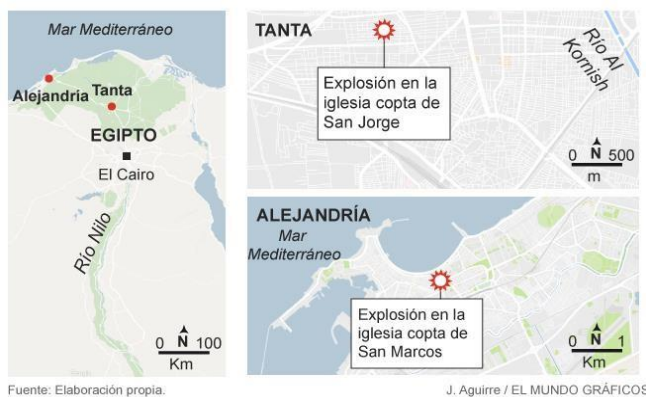 Mar Mediterráneo
Alejandría
Tanta
EGIPTO
El Cairo
Río Nilo
0 N 100
Km
TANTA
Río Al
Kornish
Explosión en la
iglesia copta de
San Jorge
0 N 500
m
ALEJANDRÍA
Mar
Mediterráneo
Explosión en la
iglesia copta de
San Marcos
0 N 1
Km
Fuente: Elaboración propia.
J. Aguirre / EL MUNDO GRÁFICOS